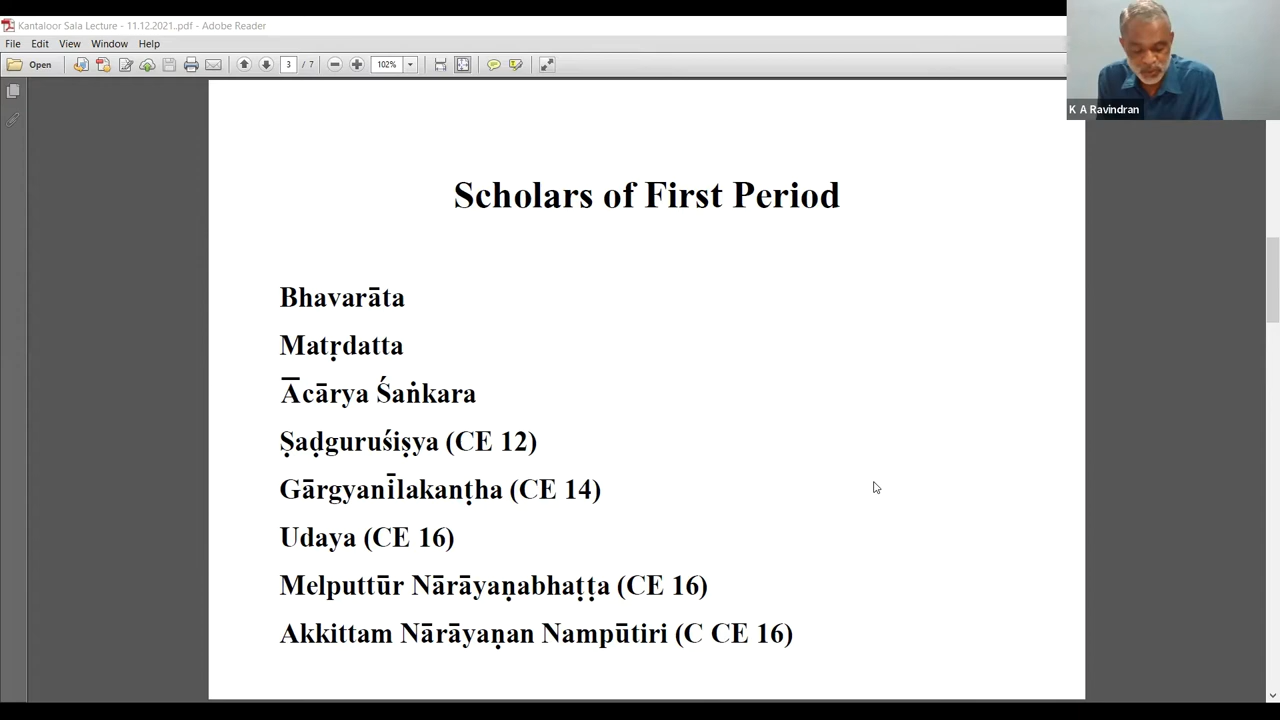 Kantaloor Sala Lecture - 11.12.2021..pdf - Adobe Reader
File Edit View Window Help
Open 3 / 7 102%
K A Ravindran
Scholars of First Period
Bhavarāta
Matṛdatta
Ācārya Śaṅkara
Ṣaḍguruśiṣya (CE 12)
Gārgyanīlakaṇṭha (CE 14)
Udaya (CE 16)
Melputtūr Nārāyaṇabhaṭṭa (CE 16)
Akkittam Nārāyaṇan Nampūtiri (C CE 16)